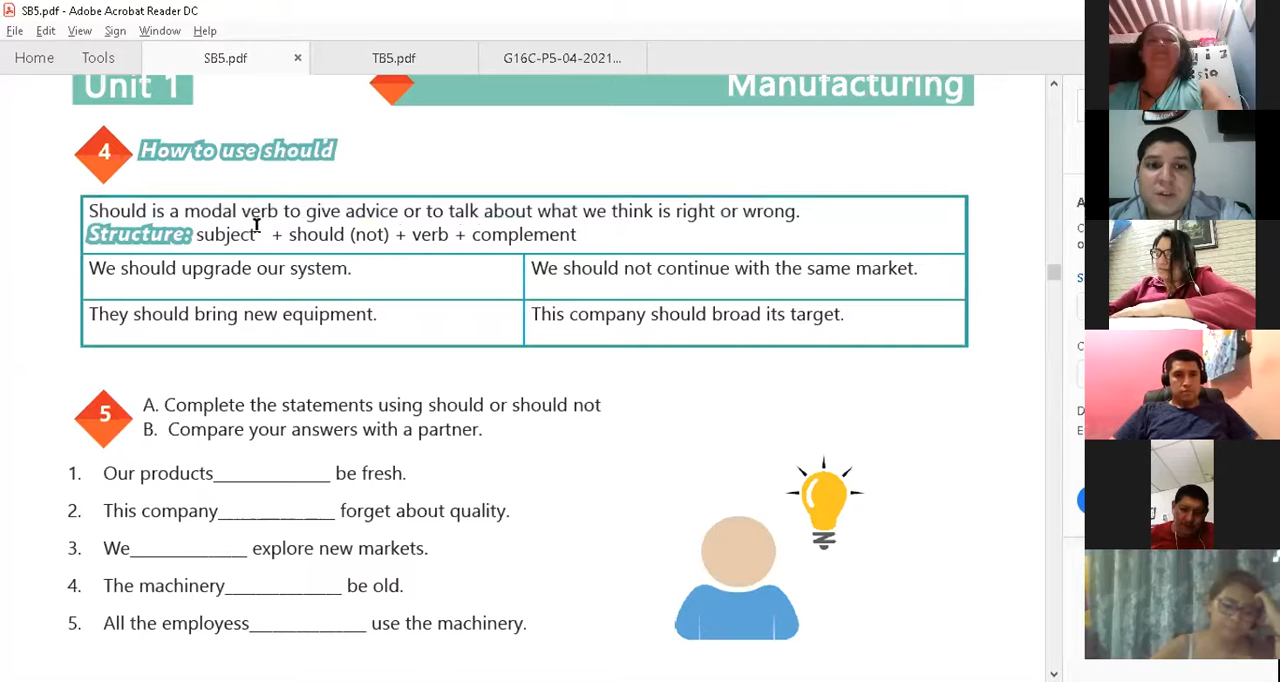 SB5.pdf - Adobe Acrobat Reader DC
File Edit View Sign Window Help
Home Tools SB5.pdf × TB5.pdf G16C-P5-04-2021...
Unit 1 Manufacturing
4 How to use should
Should is a modal verb to give advice or to talk about what we think is right or wrong.
Structure: subject + should (not) + verb + complement
We should upgrade our system. We should not continue with the same market.
They should bring new equipment. This company should broad its target.
5 A. Complete the statements using should or should not
B. Compare your answers with a partner.
1. Our products____________ be fresh.
2. This company____________ forget about quality.
3. We____________ explore new markets.
4. The machinery____________ be old.
5. All the employess____________ use the machinery.